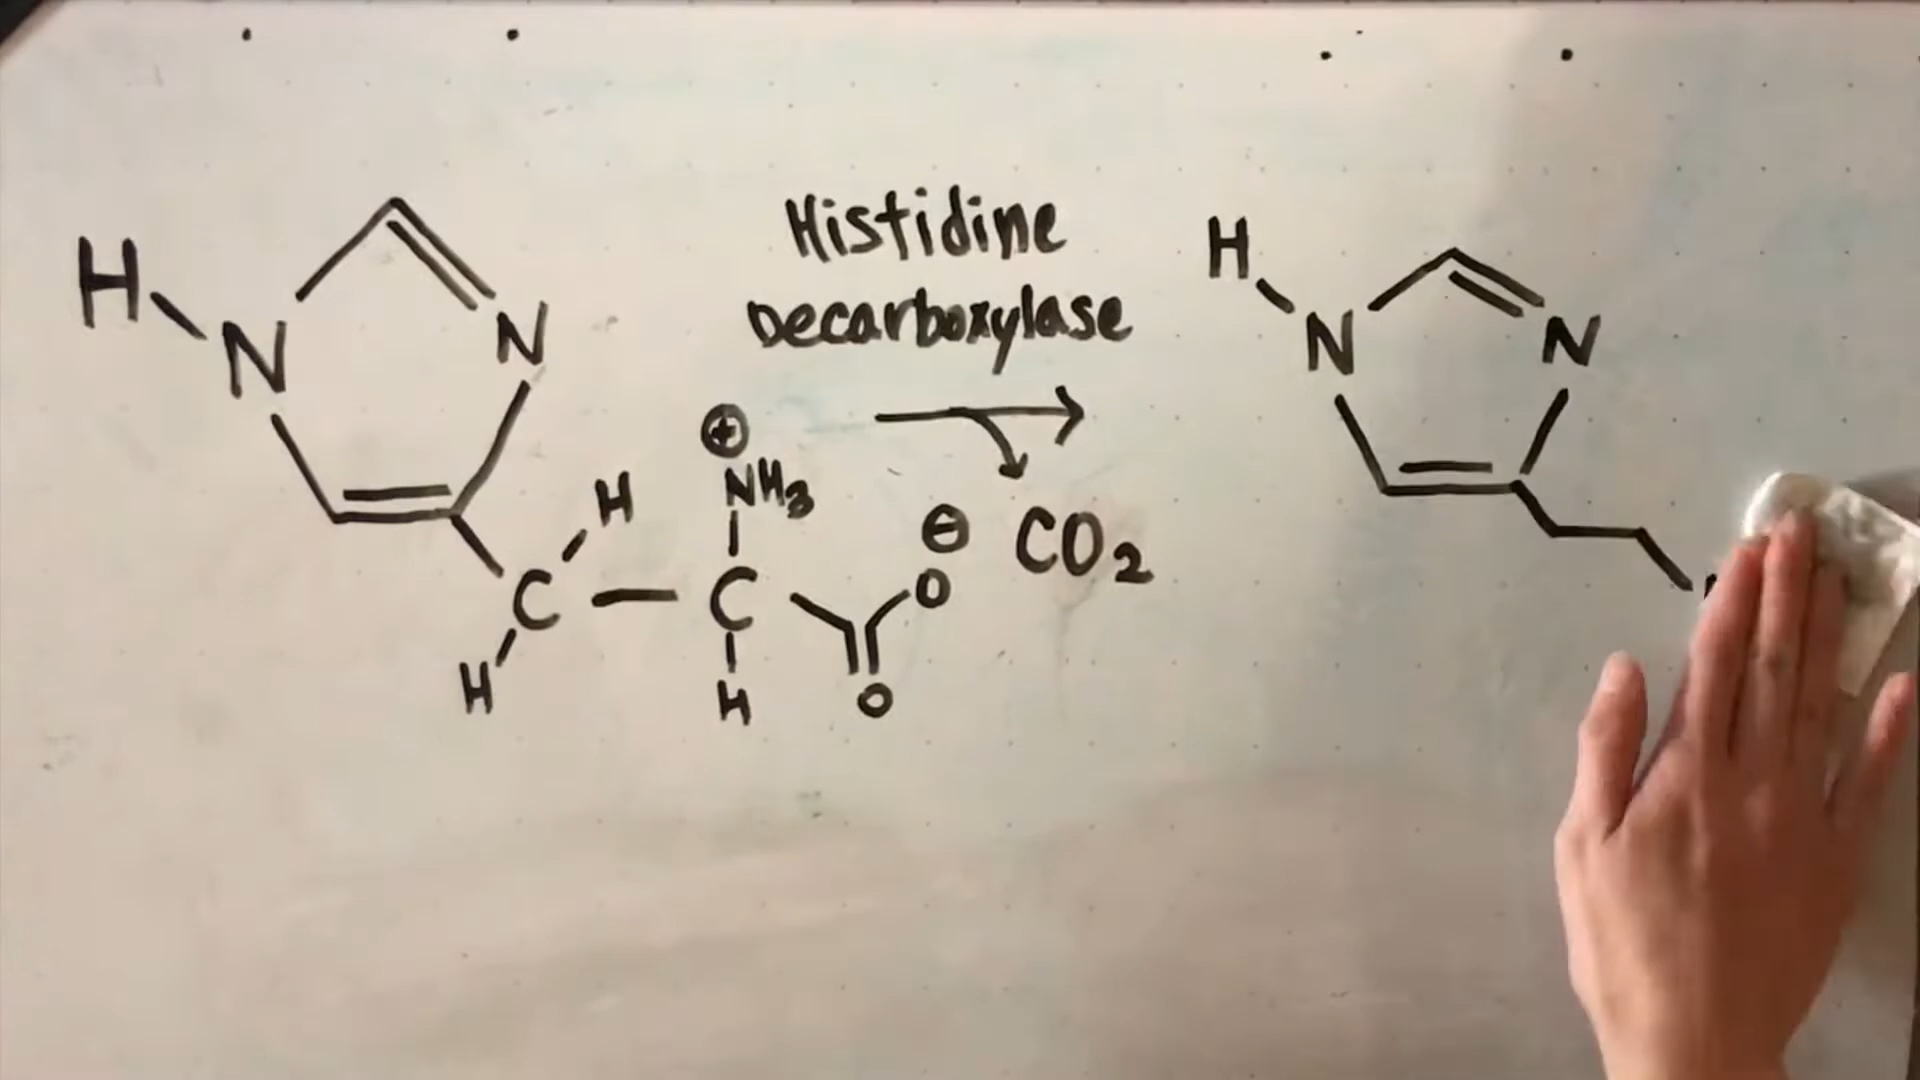 Histidine
Decarboxylase
H
N
N
H
⊕
NH3
C
C
H
H
O
⊖
O
CO2
H
N
N